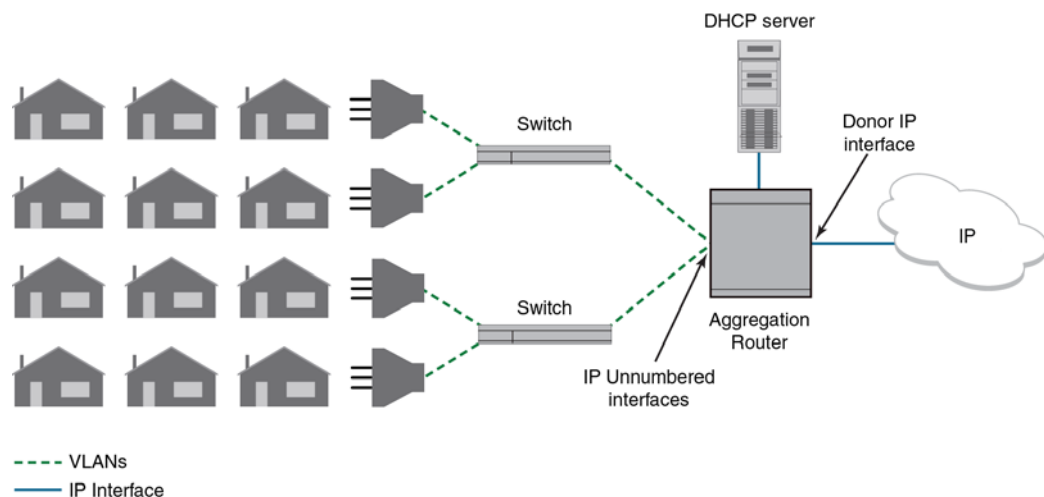 DHCP server
Switch
Donor IP
interface
IP
Switch
Aggregation
Router
IP Unnumbered
interfaces
VLANs
IP Interface